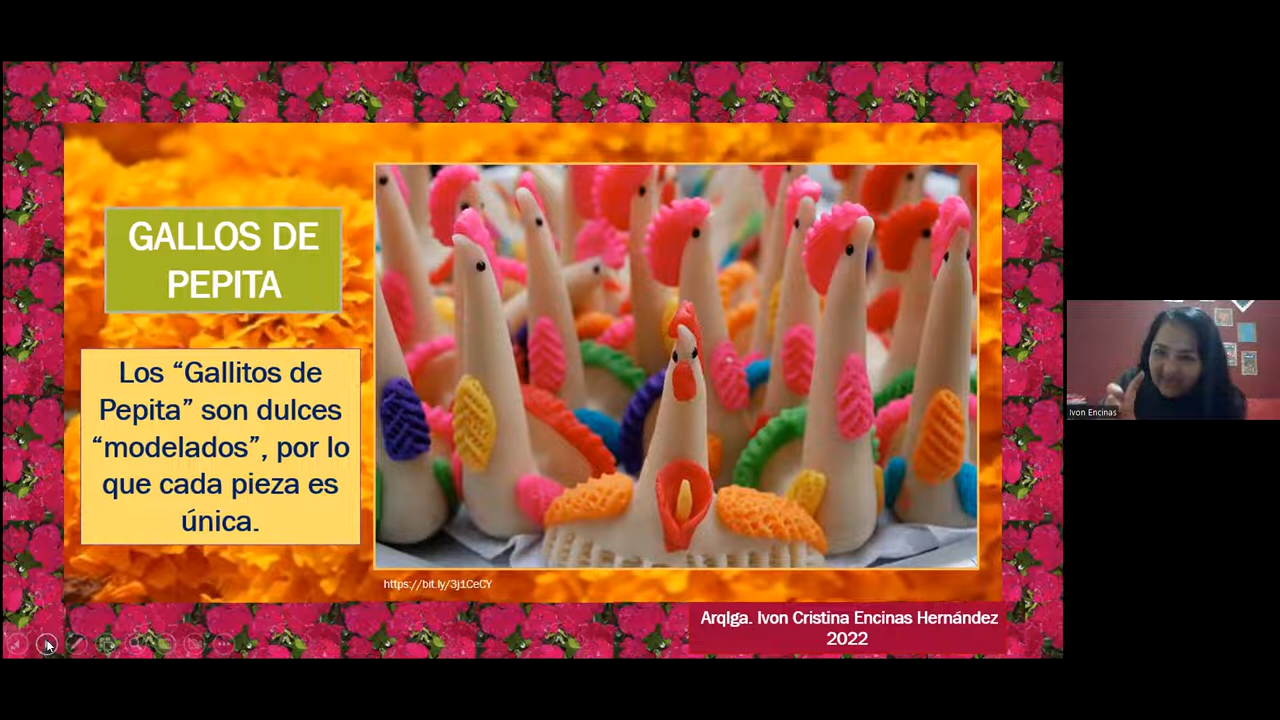 GALLOS DE
PEPITA
Los “Gallitos de
Pepita” son dulces
“modelados”, por lo
que cada pieza es
única.
https://bit.ly/3j1CeCY
Arqlga. Ivon Cristina Encinas Hernández
2022
Ivon Encinas